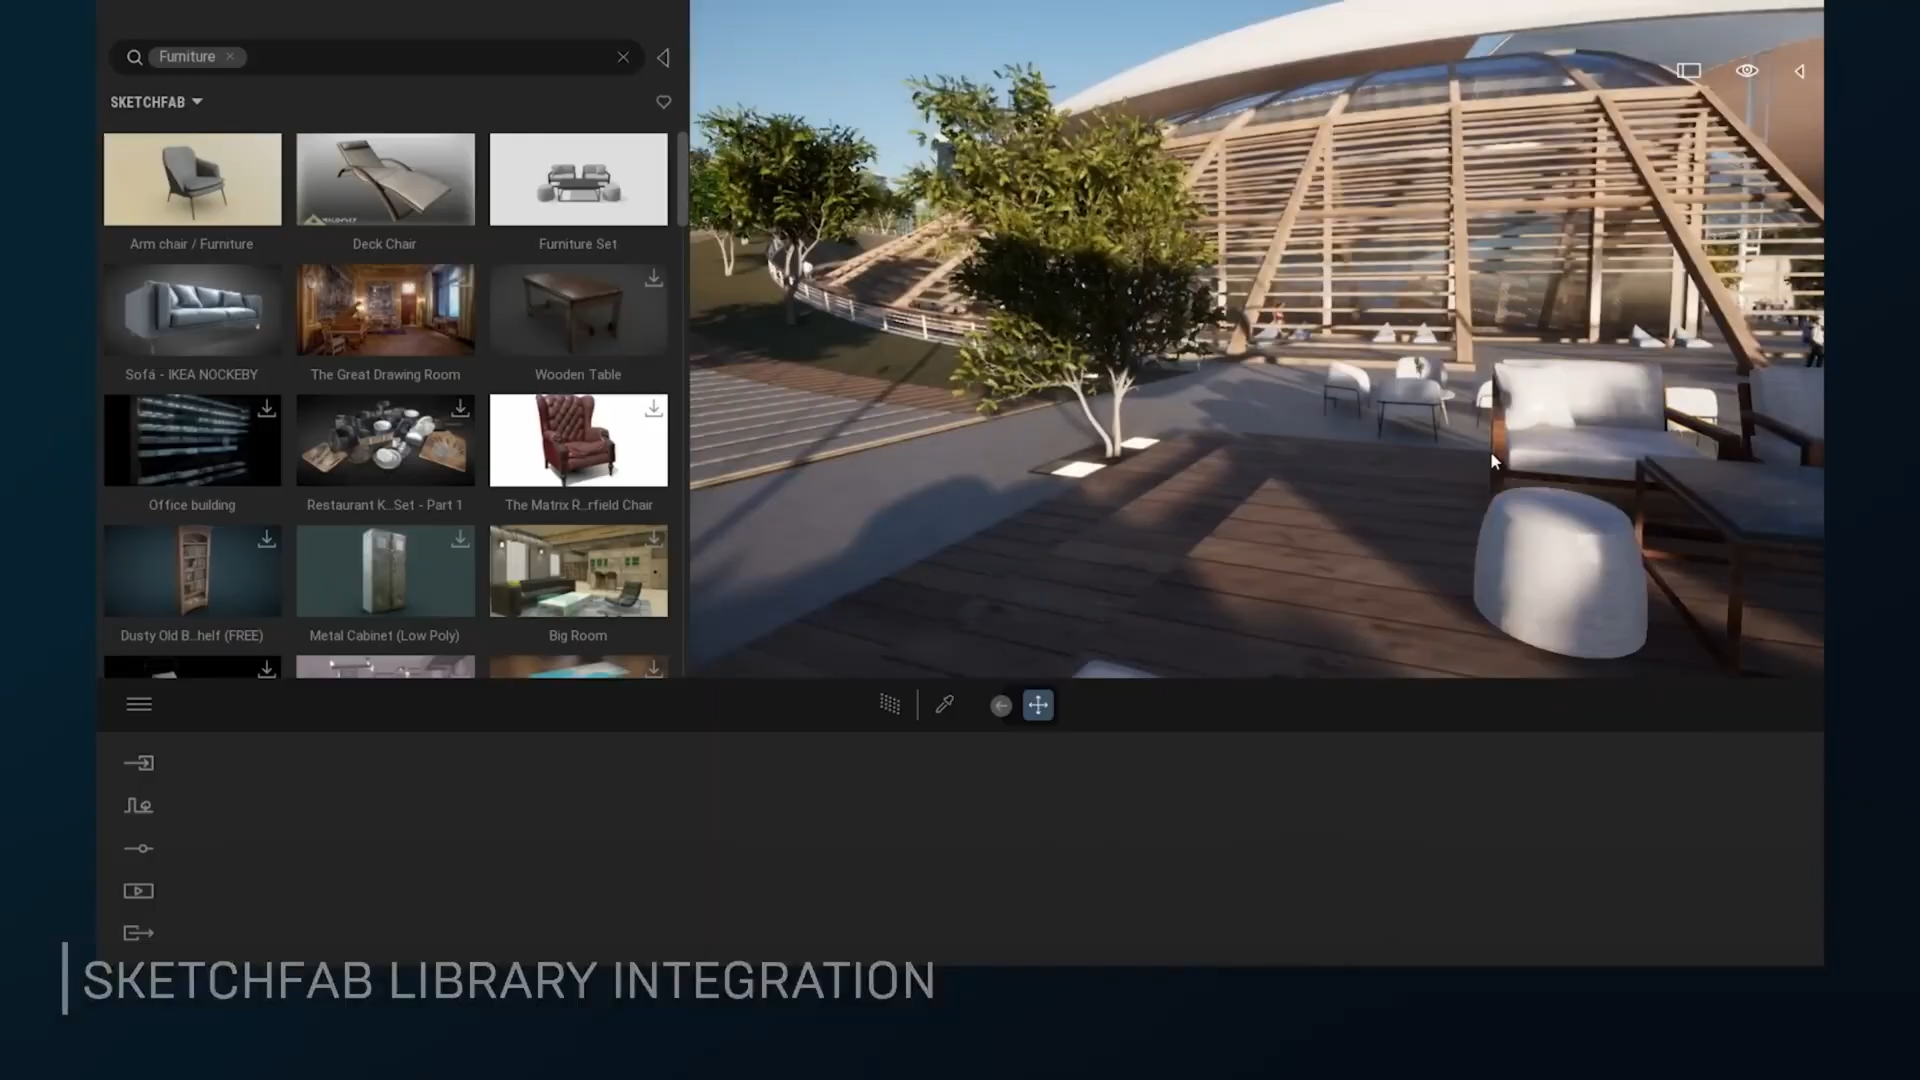 Furniture
SKETCHFAB
Arm chair / Furniture
Deck Chair
Furniture Set
Sofá - IKEA NOCKEBY
The Great Drawing Room
Wooden Table
Office building
Restaurant K...Set - Part 1
The Matrix R...rfield Chair
Dusty Old B...helf (FREE)
Metal Cabinet (Low Poly)
Big Room
SKETCHFAB LIBRARY INTEGRATION